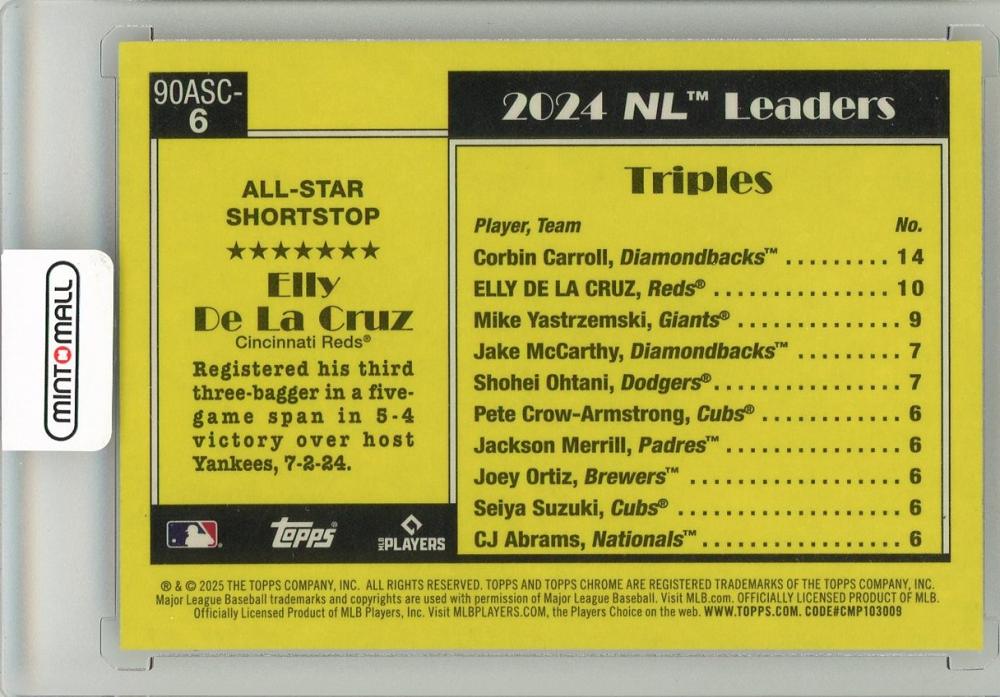 90ASC-
6
2024 NL™ Leaders
ALL-STAR
SHORTSTOP
★★★★★★★
Elly
De La Cruz
Cincinnati Reds®
Registered his third
three-bagger in a five-
game span in 5-4
victory over host
Yankees, 7-2-24.
Triples
Player, Team No.
Corbin Carroll, Diamondbacks™ ......... 14
ELLY DE LA CRUZ, Reds® ............... 10
Mike Yastrzemski, Giants® ............. 9
Jake McCarthy, Diamondbacks™ ........ 7
Shohei Ohtani, Dodgers®............... 7
Pete Crow-Armstrong, Cubs® ........... 6
Jackson Merrill, Padres™ .............. 6
Joey Ortiz, Brewers™ ................. 6
Seiya Suzuki, Cubs® .................. 6
CJ Abrams, Nationals™................ 6
MINTOMALL
topps®
MLB PLAYERS
® & © 2025 THE TOPPS COMPANY, INC. ALL RIGHTS RESERVED. TOPPS AND TOPPS CHROME ARE REGISTERED TRADEMARKS OF THE TOPPS COMPANY, INC.
Major League Baseball trademarks and copyrights are used with permission of Major League Baseball. Visit MLB.com. OFFICIALLY LICENSED PRODUCT OF MLB.
Officially Licensed Product of MLB Players, Inc. Visit MLBPLAYERS.COM, the Players Choice on the web. WWW.TOPPS.COM. CODE#CMP103009